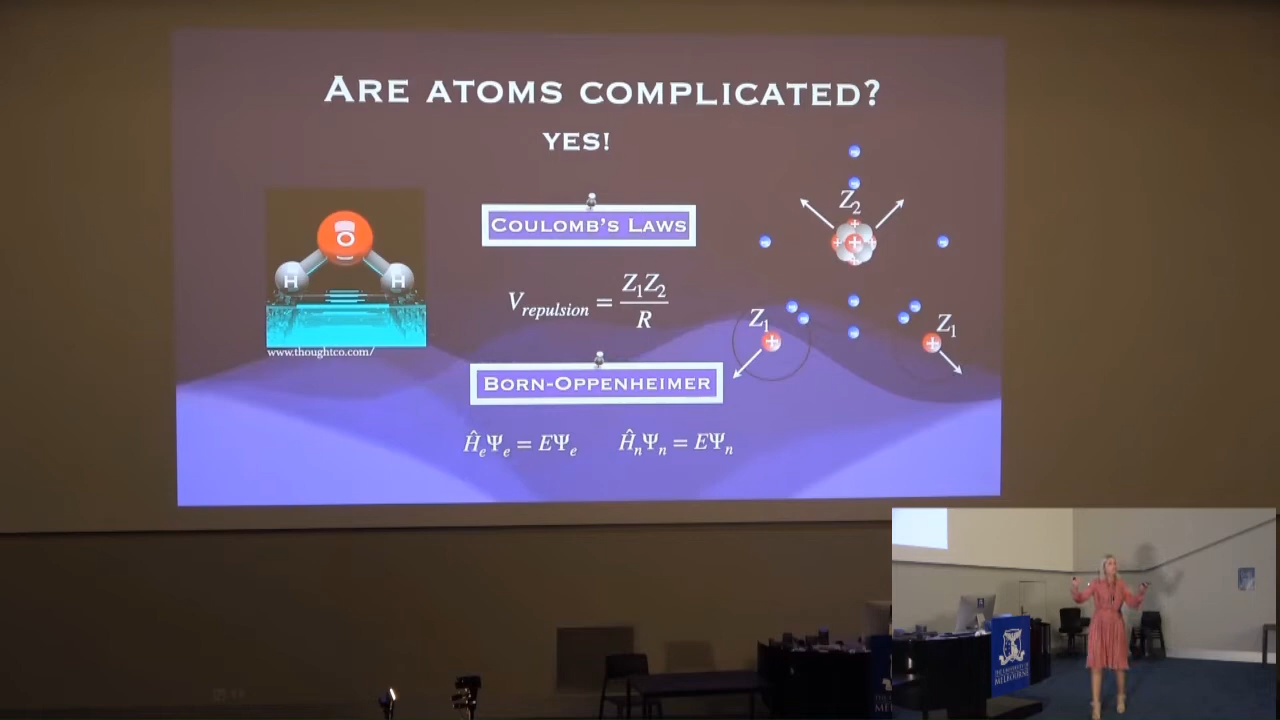 ARE ATOMS COMPLICATED?
YES!
COULOMB'S LAWS
V_repulsion = Z₁Z₂ / R
BORN-OPPENHEIMER
Ĥ_eΨ_e = EΨ_e
Ĥ_nΨ_n = EΨ_n
O
H
H
www.thoughtco.com/
Z₂
Z₁
Z₁
+
+
+
+
+
+
+
MELBOURNE